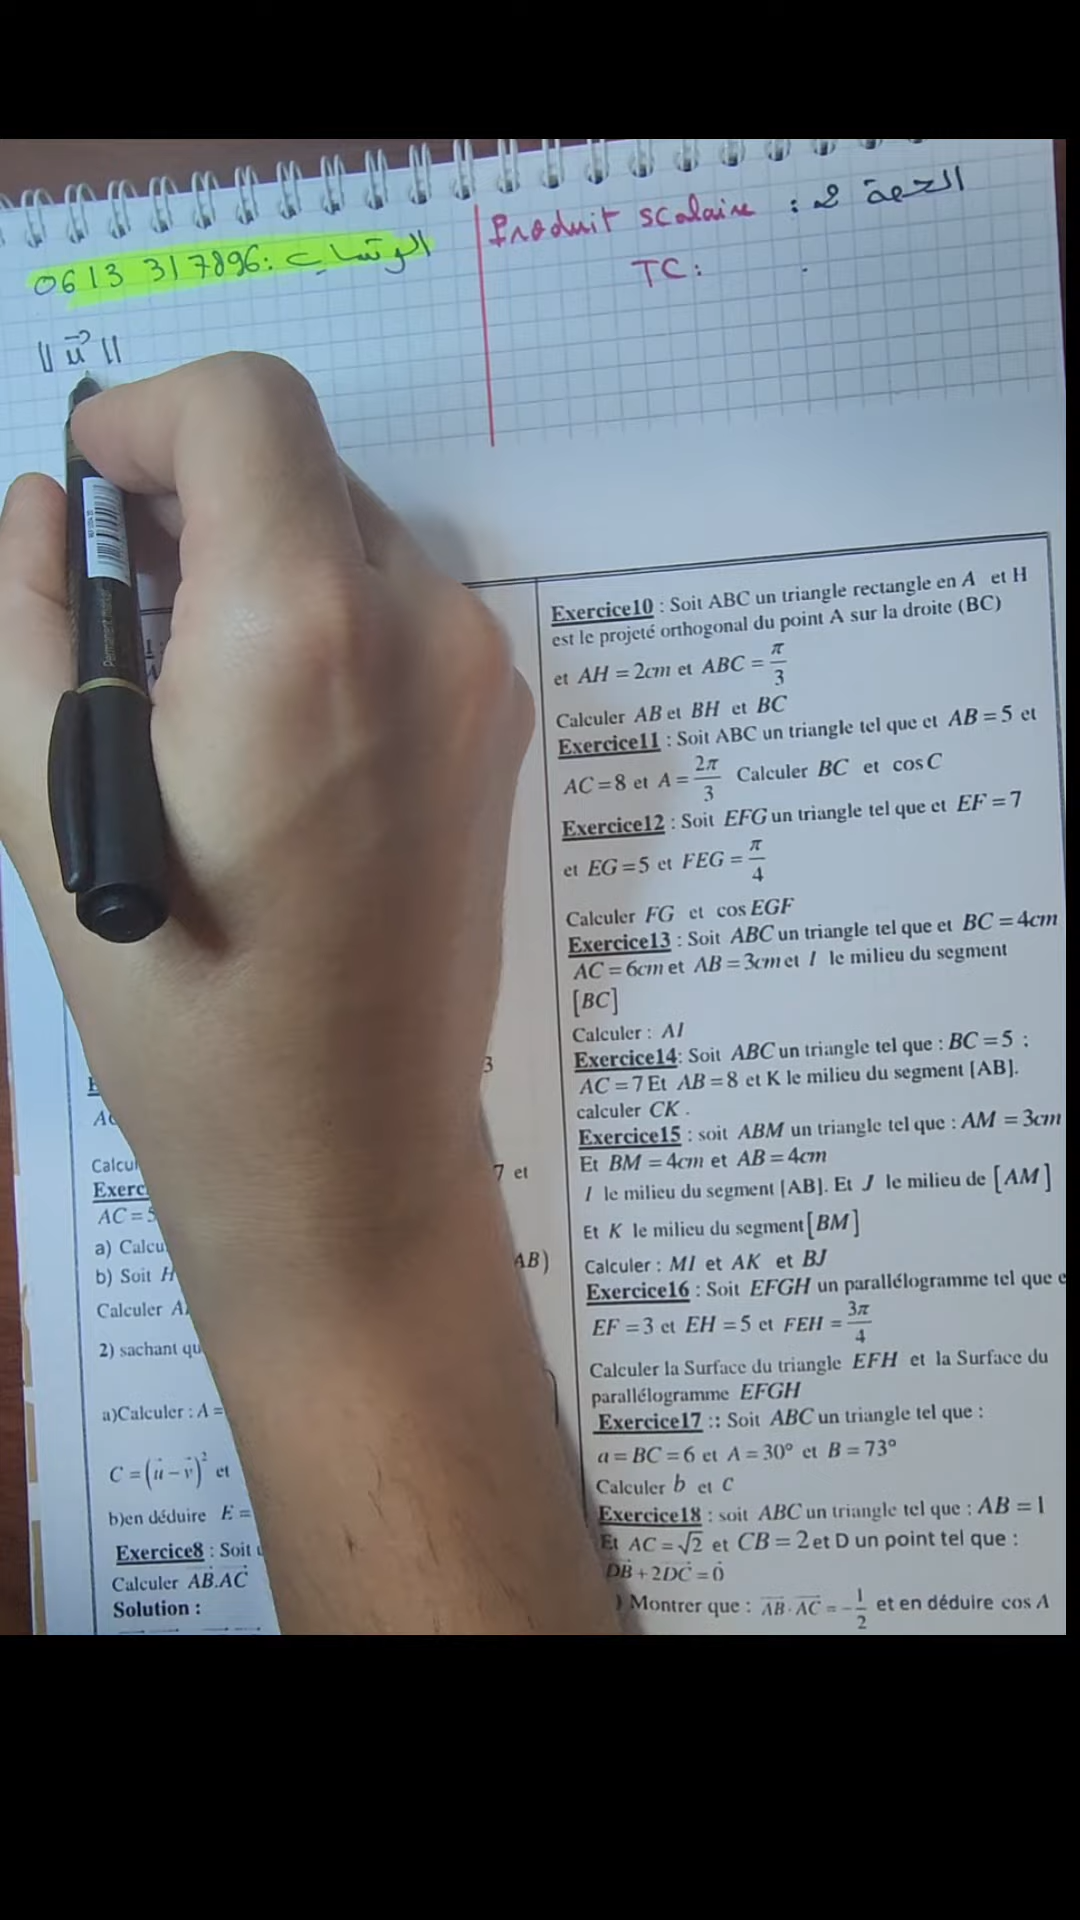 Produit scalaire : الحصة 2
TC :
0613 317896 : الوتساب
‖ u⃗ ‖
Permanent marker
3
7 et
AB)
Calcul
Exerc
AC = 5
a) Calcu
b) Soit H
Calculer A
2) sachant qu
a)Calculer : A =
C = (u⃗ − v⃗)² et
b)en déduire E =
Exercice8 : Soit
Calculer AB.AC
Solution :
Exercice10 : Soit ABC un triangle rectangle en A et H
est le projeté orthogonal du point A sur la droite (BC)
et AH = 2cm et ABC = π/3
Calculer AB et BH et BC
Exercice11 : Soit ABC un triangle tel que et AB = 5 et
AC = 8 et A = 2π/3 Calculer BC et cos C
Exercice12 : Soit EFG un triangle tel que et EF = 7
et EG = 5 et FEG = π/4
Calculer FG et cos EGF
Exercice13 : Soit ABC un triangle tel que et BC = 4cm
AC = 6cm et AB = 3cm et I le milieu du segment
[BC]
Calculer : AI
Exercice14: Soit ABC un triangle tel que : BC = 5 ;
AC = 7 Et AB = 8 et K le milieu du segment [AB].
calculer CK .
Exercice15 : soit ABM un triangle tel que : AM = 3cm
Et BM = 4cm et AB = 4cm
I le milieu du segment [AB]. Et J le milieu de [AM]
Et K le milieu du segment [BM]
Calculer : MI et AK et BJ
Exercice16 : Soit EFGH un parallélogramme tel que e
EF = 3 et EH = 5 et FEH = 3π/4
Calculer la Surface du triangle EFH et la Surface du
parallélogramme EFGH
Exercice17 :: Soit ABC un triangle tel que :
a = BC = 6 et A = 30° et B = 73°
Calculer b et c
Exercice18 : soit ABC un triangle tel que : AB = 1
Et AC = √2 et CB = 2 et D un point tel que :
DB + 2DC = 0
) Montrer que : AB · AC = −1/2 et en déduire cos A